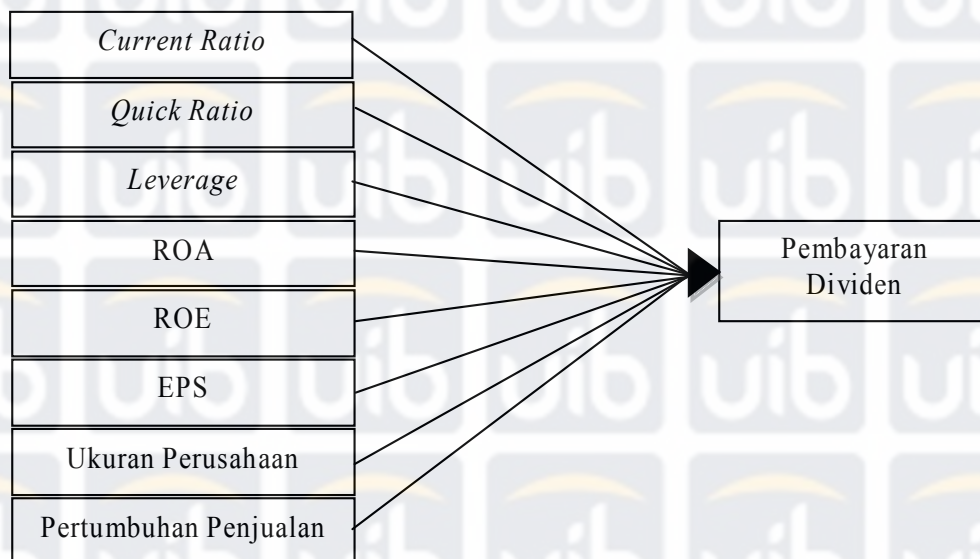 Current Ratio
Quick Ratio
Leverage
ROA
ROE
EPS
Ukuran Perusahaan
Pertumbuhan Penjualan
Pembayaran
Dividen